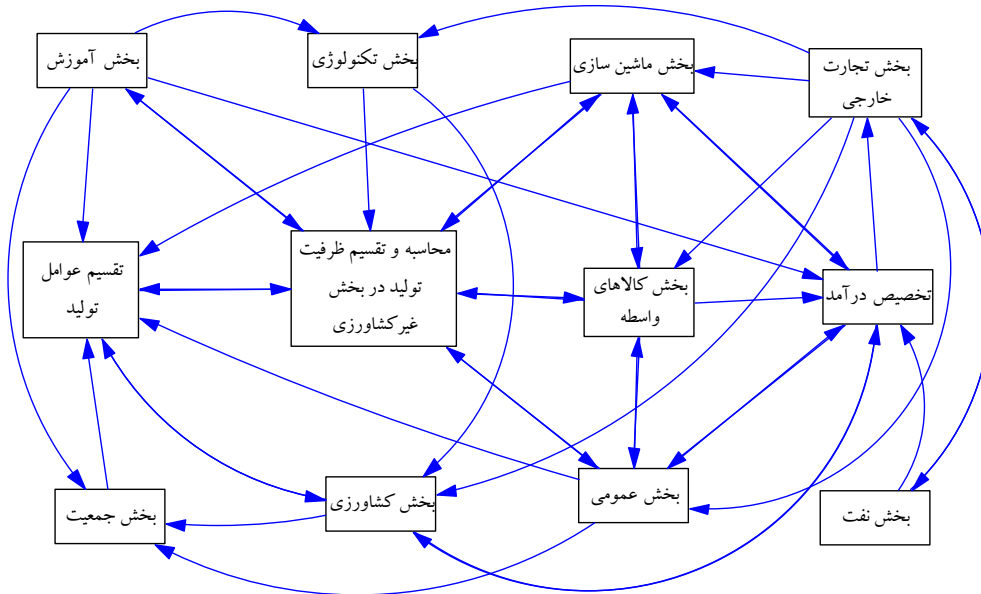 بخش آموزش
بخش تکنولوژی
بخش ماشین سازی
بخش تجارت
خارجی
تقسیم عوامل
تولید
محاسبه و تقسیم ظرفیت
تولید در بخش
غیرکشاورزی
بخش کالاهای
واسطه
تخصیص درآمد
بخش جمعیت
بخش کشاورزی
بخش عمومی
بخش نفت